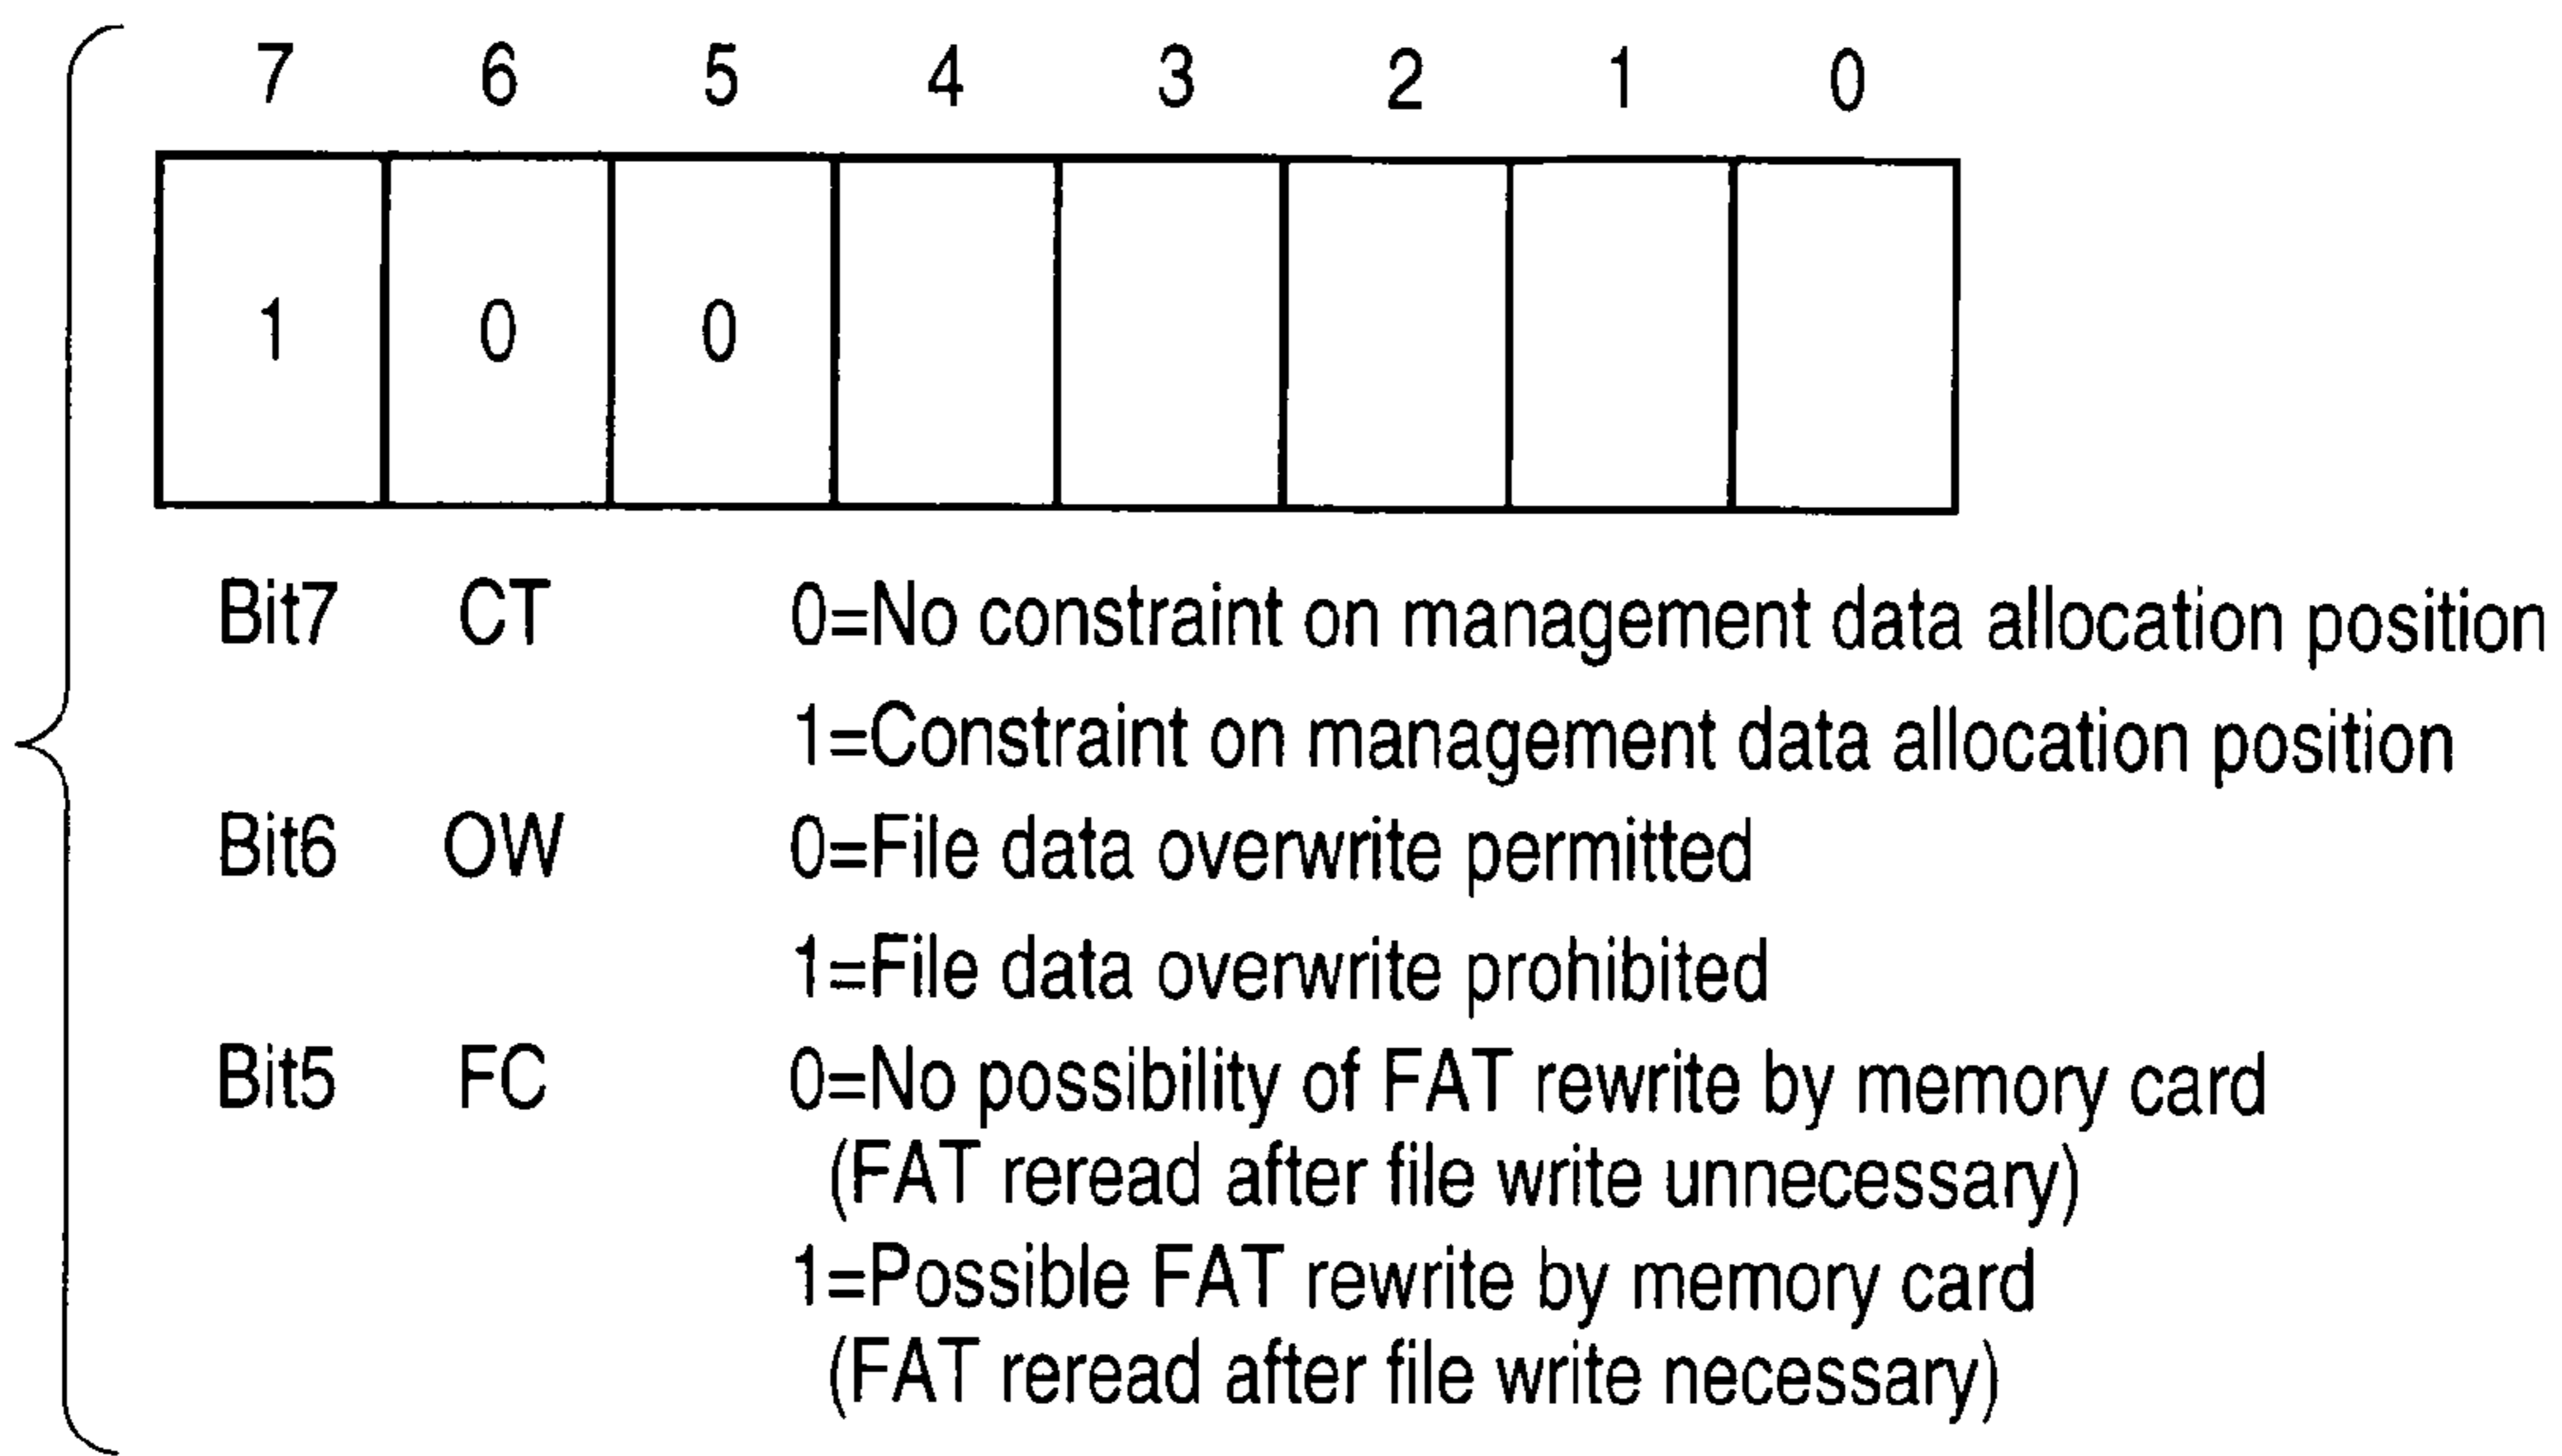 7 6 5 4 3 2 1 0
1 0 0
Bit7 CT 0=No constraint on management data allocation position
1=Constraint on management data allocation position
Bit6 OW 0=File data overwrite permitted
1=File data overwrite prohibited
Bit5 FC 0=No possibility of FAT rewrite by memory card
(FAT reread after file write unnecessary)
1=Possible FAT rewrite by memory card
(FAT reread after file write necessary)